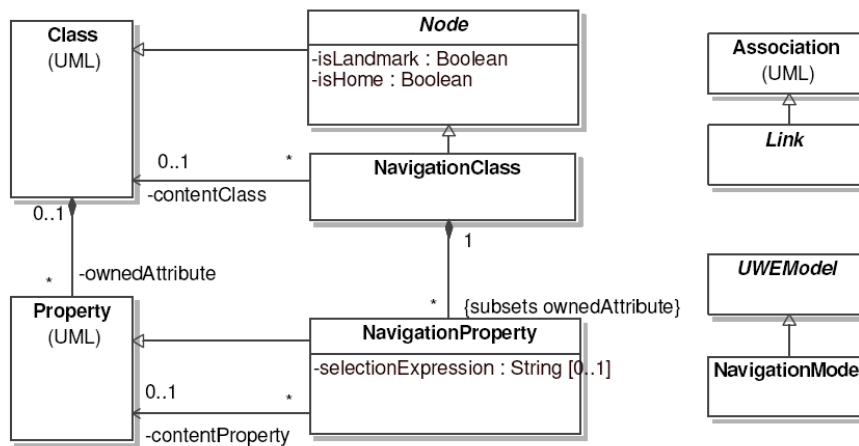 Class
(UML)
Node
-isLandmark : Boolean
-isHome : Boolean
Association
(UML)
Link
0..1
*
-contentClass
NavigationClass
0..1
*
-ownedAttribute
1
*
{subsets ownedAttribute}
UWEModel
Property
(UML)
NavigationProperty
-selectionExpression : String [0..1]
0..1
*
-contentProperty
NavigationMode